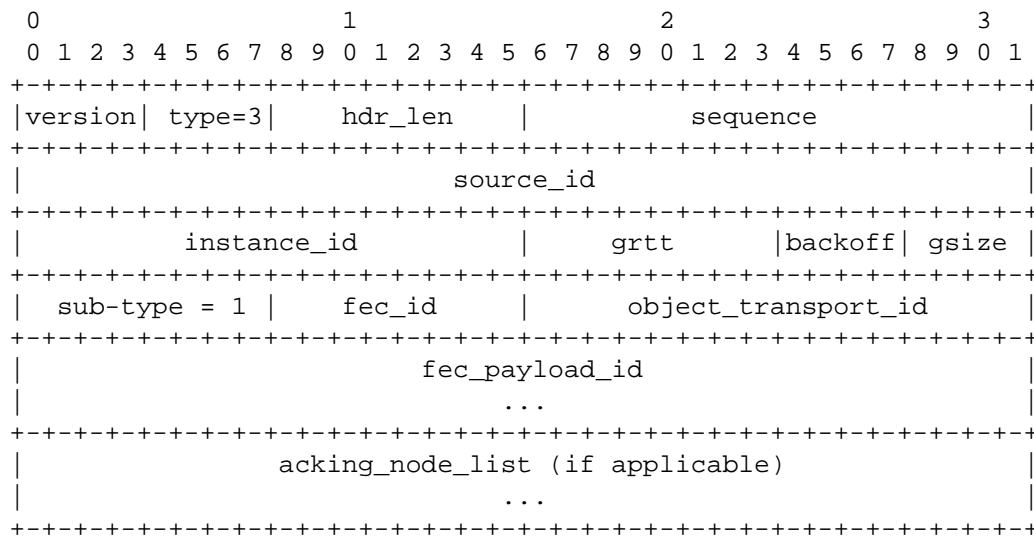 0                   1                   2                   3
 0 1 2 3 4 5 6 7 8 9 0 1 2 3 4 5 6 7 8 9 0 1 2 3 4 5 6 7 8 9 0 1
+-+-+-+-+-+-+-+-+-+-+-+-+-+-+-+-+-+-+-+-+-+-+-+-+-+-+-+-+-+-+-+-+
|version| type=3|    hdr_len    |          sequence             |
+-+-+-+-+-+-+-+-+-+-+-+-+-+-+-+-+-+-+-+-+-+-+-+-+-+-+-+-+-+-+-+-+
|                           source_id                           |
+-+-+-+-+-+-+-+-+-+-+-+-+-+-+-+-+-+-+-+-+-+-+-+-+-+-+-+-+-+-+-+-+
|          instance_id          |     grtt      |backoff| gsize |
+-+-+-+-+-+-+-+-+-+-+-+-+-+-+-+-+-+-+-+-+-+-+-+-+-+-+-+-+-+-+-+-+
|  sub-type = 1 |    fec_id     |      object_transport_id      |
+-+-+-+-+-+-+-+-+-+-+-+-+-+-+-+-+-+-+-+-+-+-+-+-+-+-+-+-+-+-+-+-+
|                         fec_payload_id                        |
|                              ...                              |
+-+-+-+-+-+-+-+-+-+-+-+-+-+-+-+-+-+-+-+-+-+-+-+-+-+-+-+-+-+-+-+-+
|                acking_node_list (if applicable)               |
|                              ...                              |
+-+-+-+-+-+-+-+-+-+-+-+-+-+-+-+-+-+-+-+-+-+-+-+-+-+-+-+-+-+-+-+-+